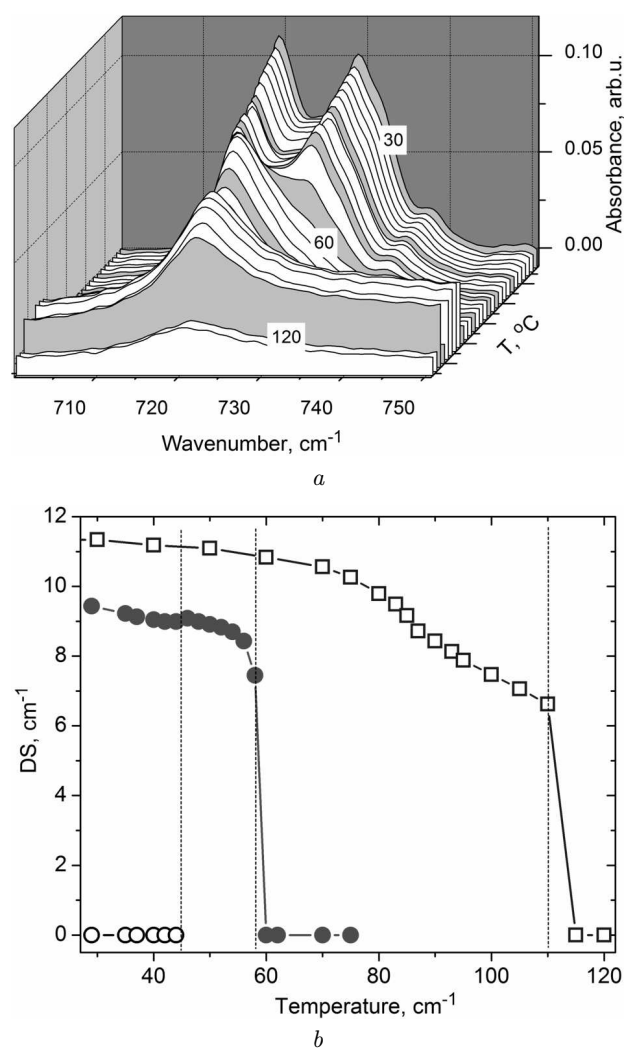 0.10
0.05
0.00
Absorbance, arb.u.
30
60
120
T, °C
710 720 730 740 750
Wavenumber, cm-1
a
12
10
8
6
4
2
0
DS, cm-1
40 60 80 100 120
Temperature, cm-1
b